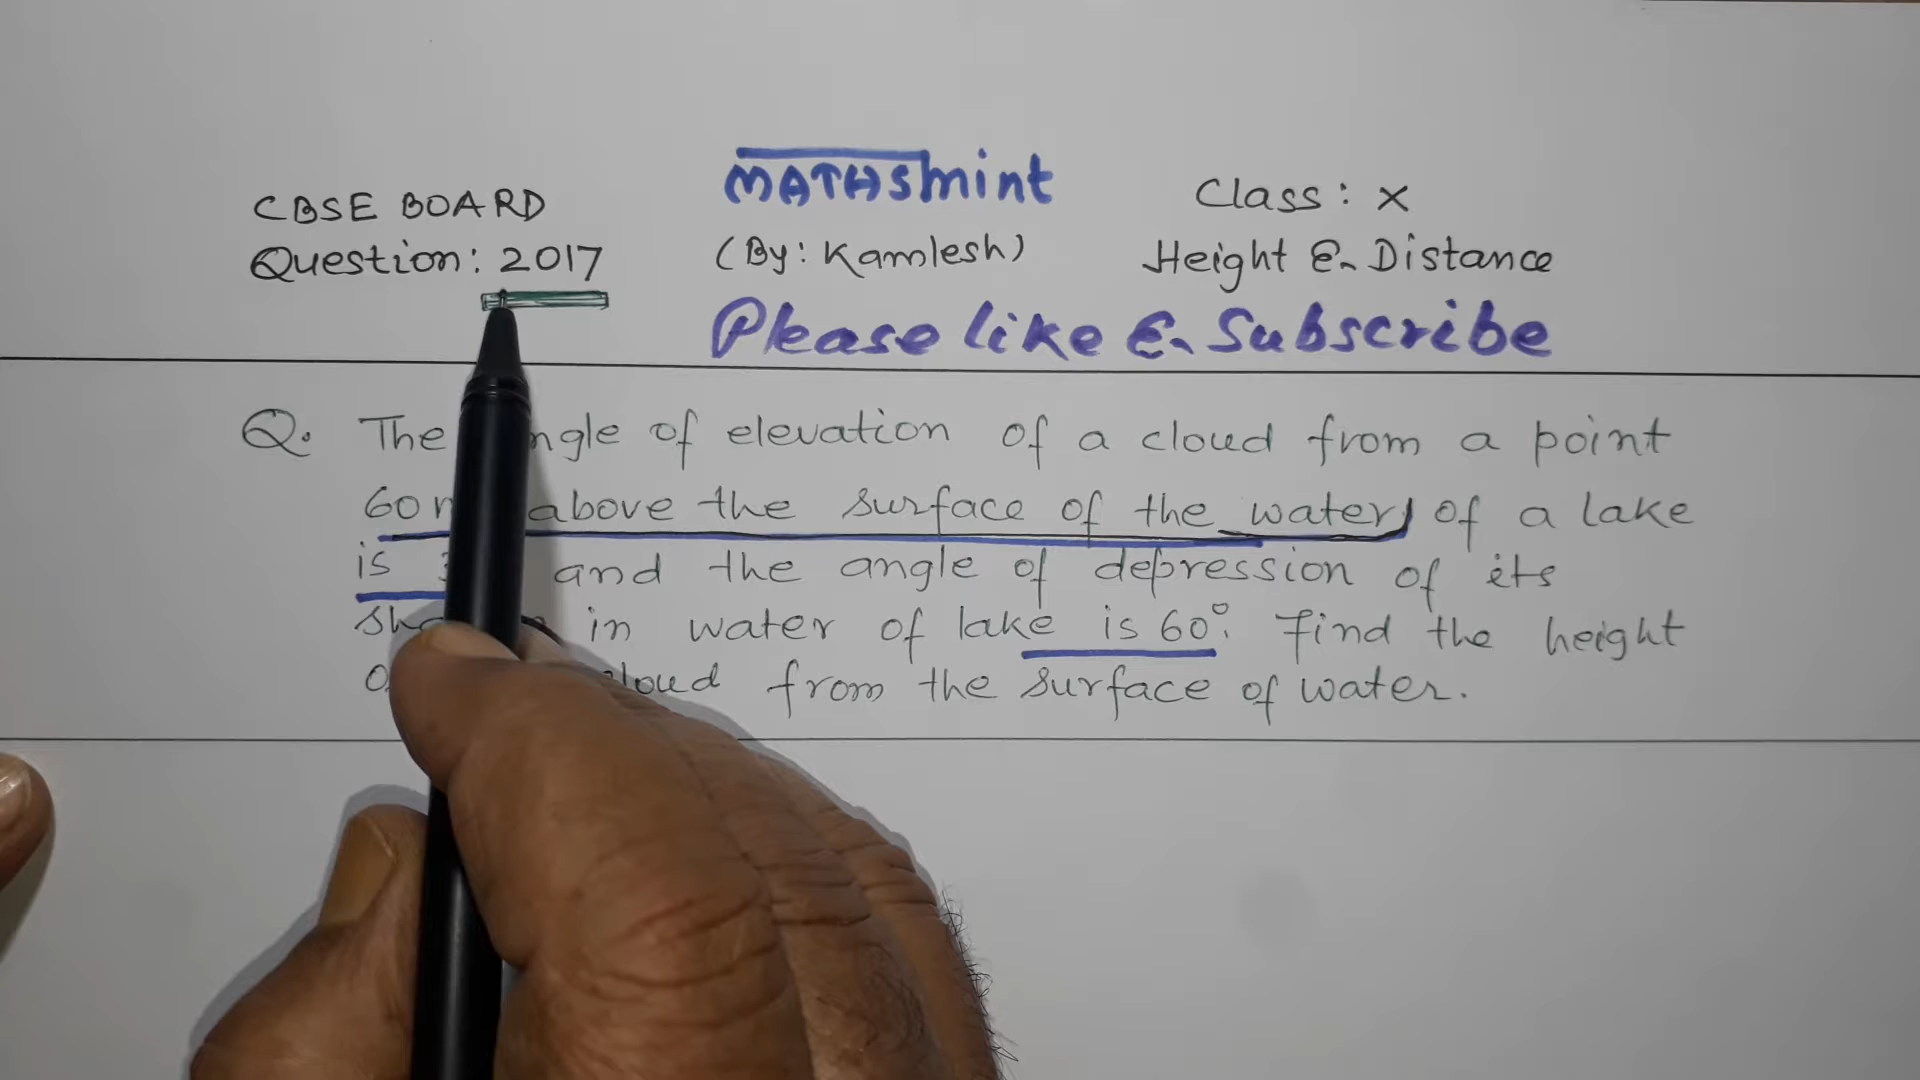 CBSE BOARD
Question: 2017
MATHSmint
(By: Kamlesh)
Class: X
Height & Distance
Please like & Subscribe
Q. The ngle of elevation of a cloud from a point
60 above the surface of the water of a lake
is and the angle of depression of its
in water of lake is 60°. Find the height
cloud from the surface of water.